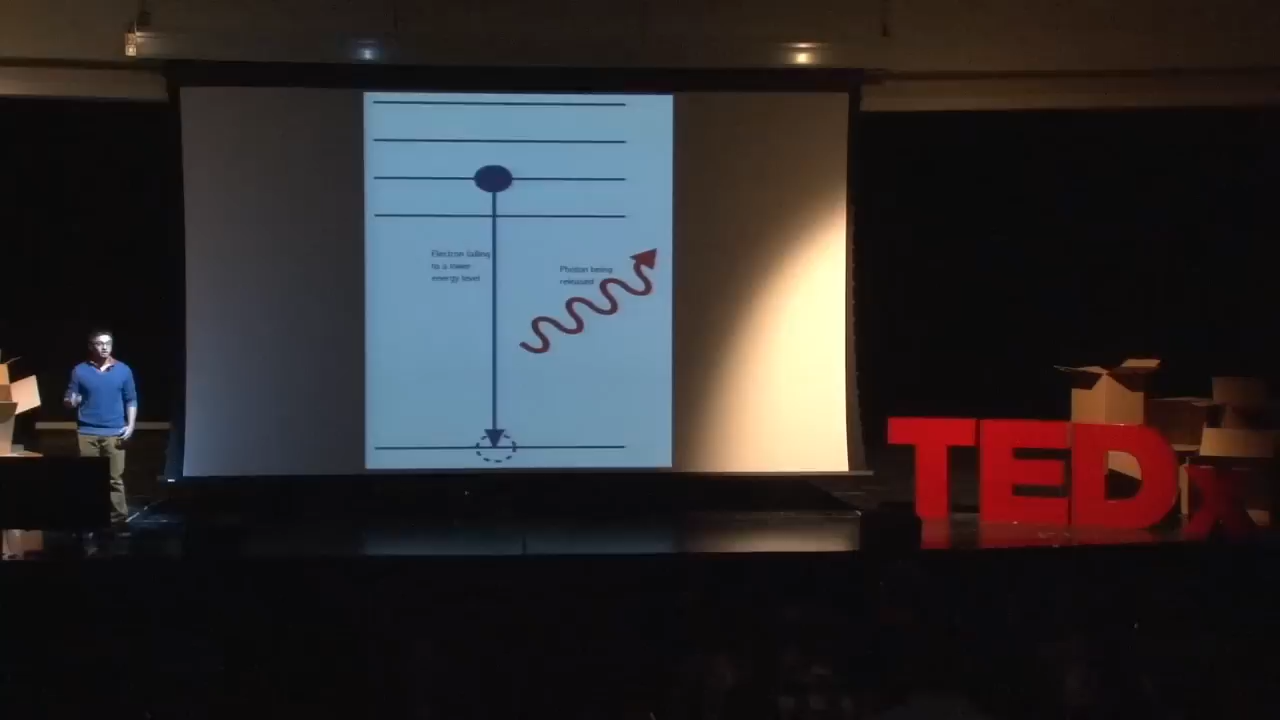 Electron falling
to a lower
energy level
Photon being
released
TEDx